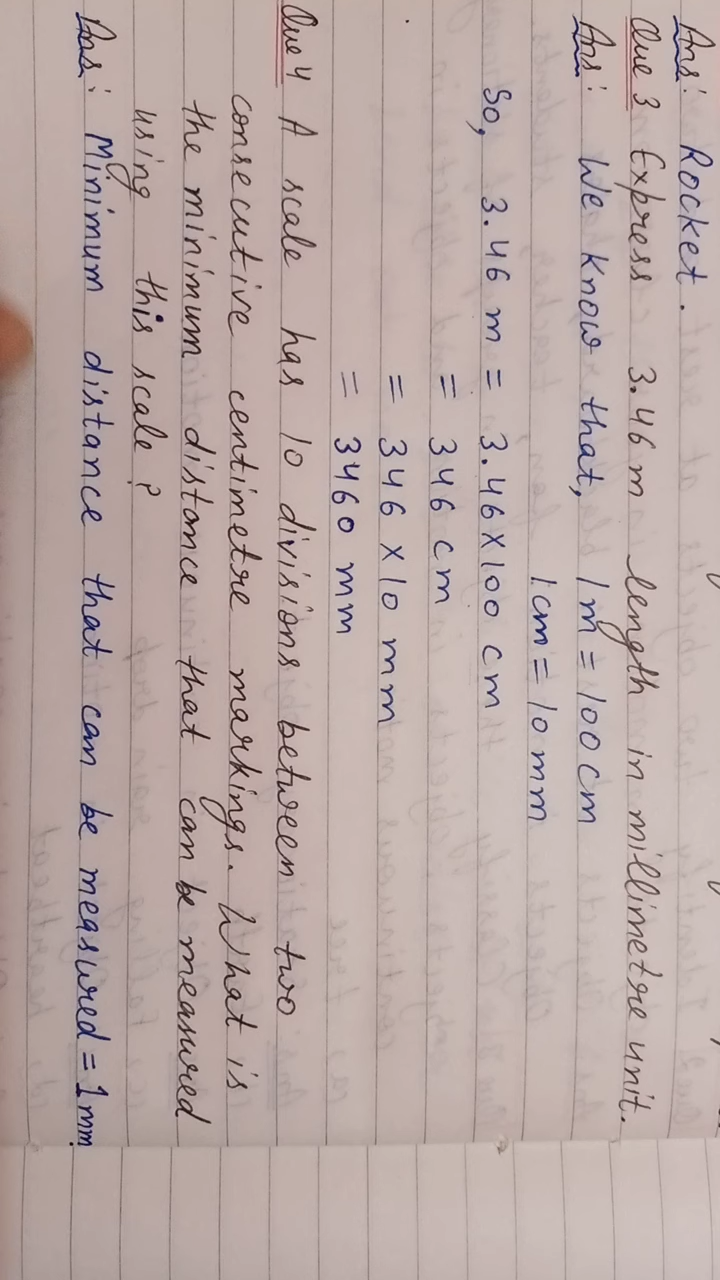 Ans: Rocket.
Que 3 Express 3.46 m length in millimetre unit.
Ans: We know that, 1m = 100 cm
1cm = 10 mm
So, 3.46 m = 3.46 × 100 cm
= 346 cm
= 346 × 10 mm
= 3460 mm
Que 4 A scale has 10 divisions between two
consecutive centimetre markings. What is
the minimum distance that can be measured
using this scale?
Ans: Minimum distance that can be measured = 1 mm.